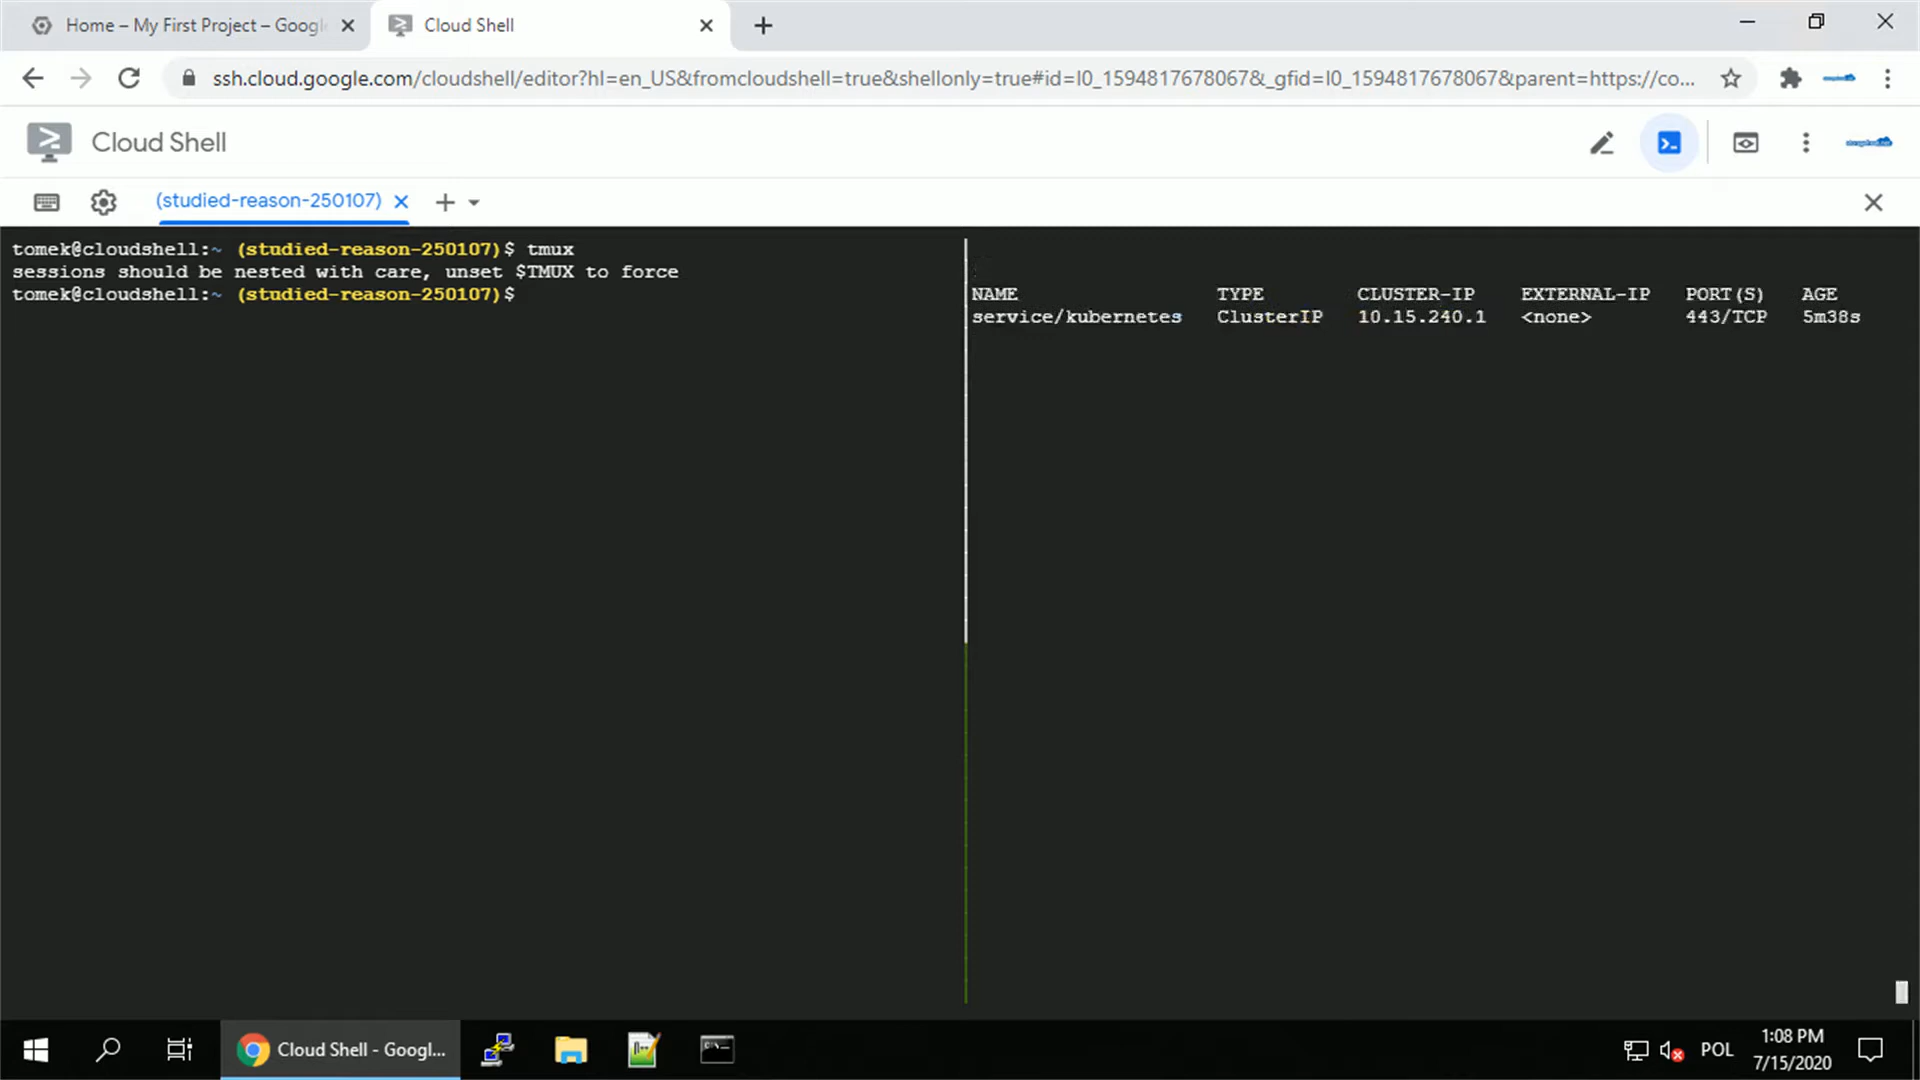 Home – My First Project – Googl
Cloud Shell
ssh.cloud.google.com/cloudshell/editor?hl=en_US&fromcloudshell=true&shellonly=true#id=I0_1594817678067&_gfid=I0_1594817678067&parent=https://co...
Cloud Shell
(studied-reason-250107)
tomek@cloudshell:~ (studied-reason-250107)$ tmux
sessions should be nested with care, unset $TMUX to force
tomek@cloudshell:~ (studied-reason-250107)$
NAME TYPE CLUSTER-IP EXTERNAL-IP PORT(S) AGE
service/kubernetes ClusterIP 10.15.240.1 <none> 443/TCP 5m38s
Cloud Shell - Googl...
POL
1:08 PM
7/15/2020